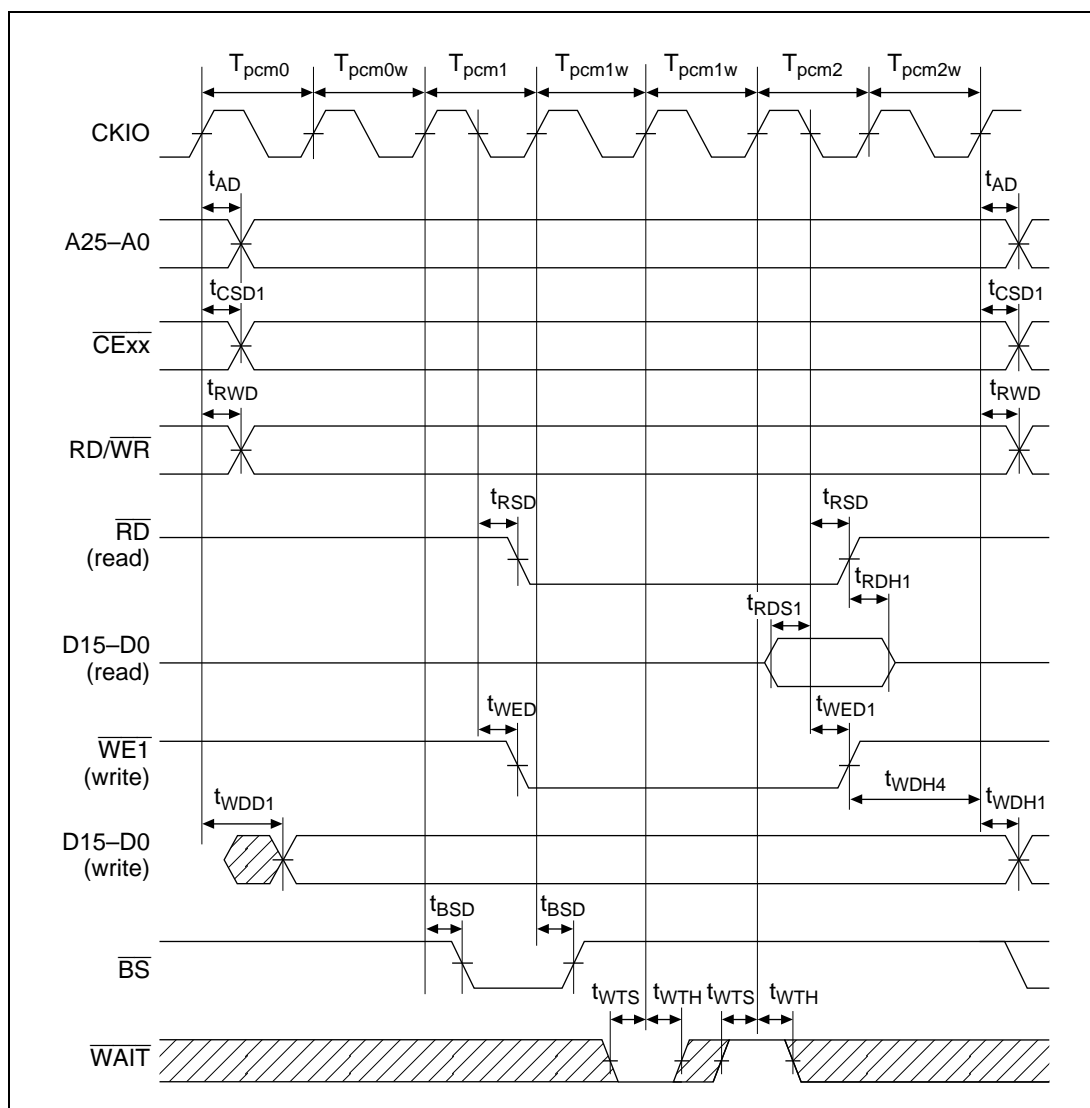 Tpcm0 Tpcm0w Tpcm1 Tpcm1w Tpcm1w Tpcm2 Tpcm2w
CKIO
tAD tAD
A25–A0
tCSD1 tCSD1
CExx
tRWD tRWD
RD/WR
tRSD tRSD
RD
(read)
tRDH1
tRDS1
D15–D0
(read)
tWED tWED1
WE1
(write)
tWDH4
tWDD1 tWDH1
D15–D0
(write)
tBSD tBSD
BS
tWTS tWTH tWTS tWTH
WAIT